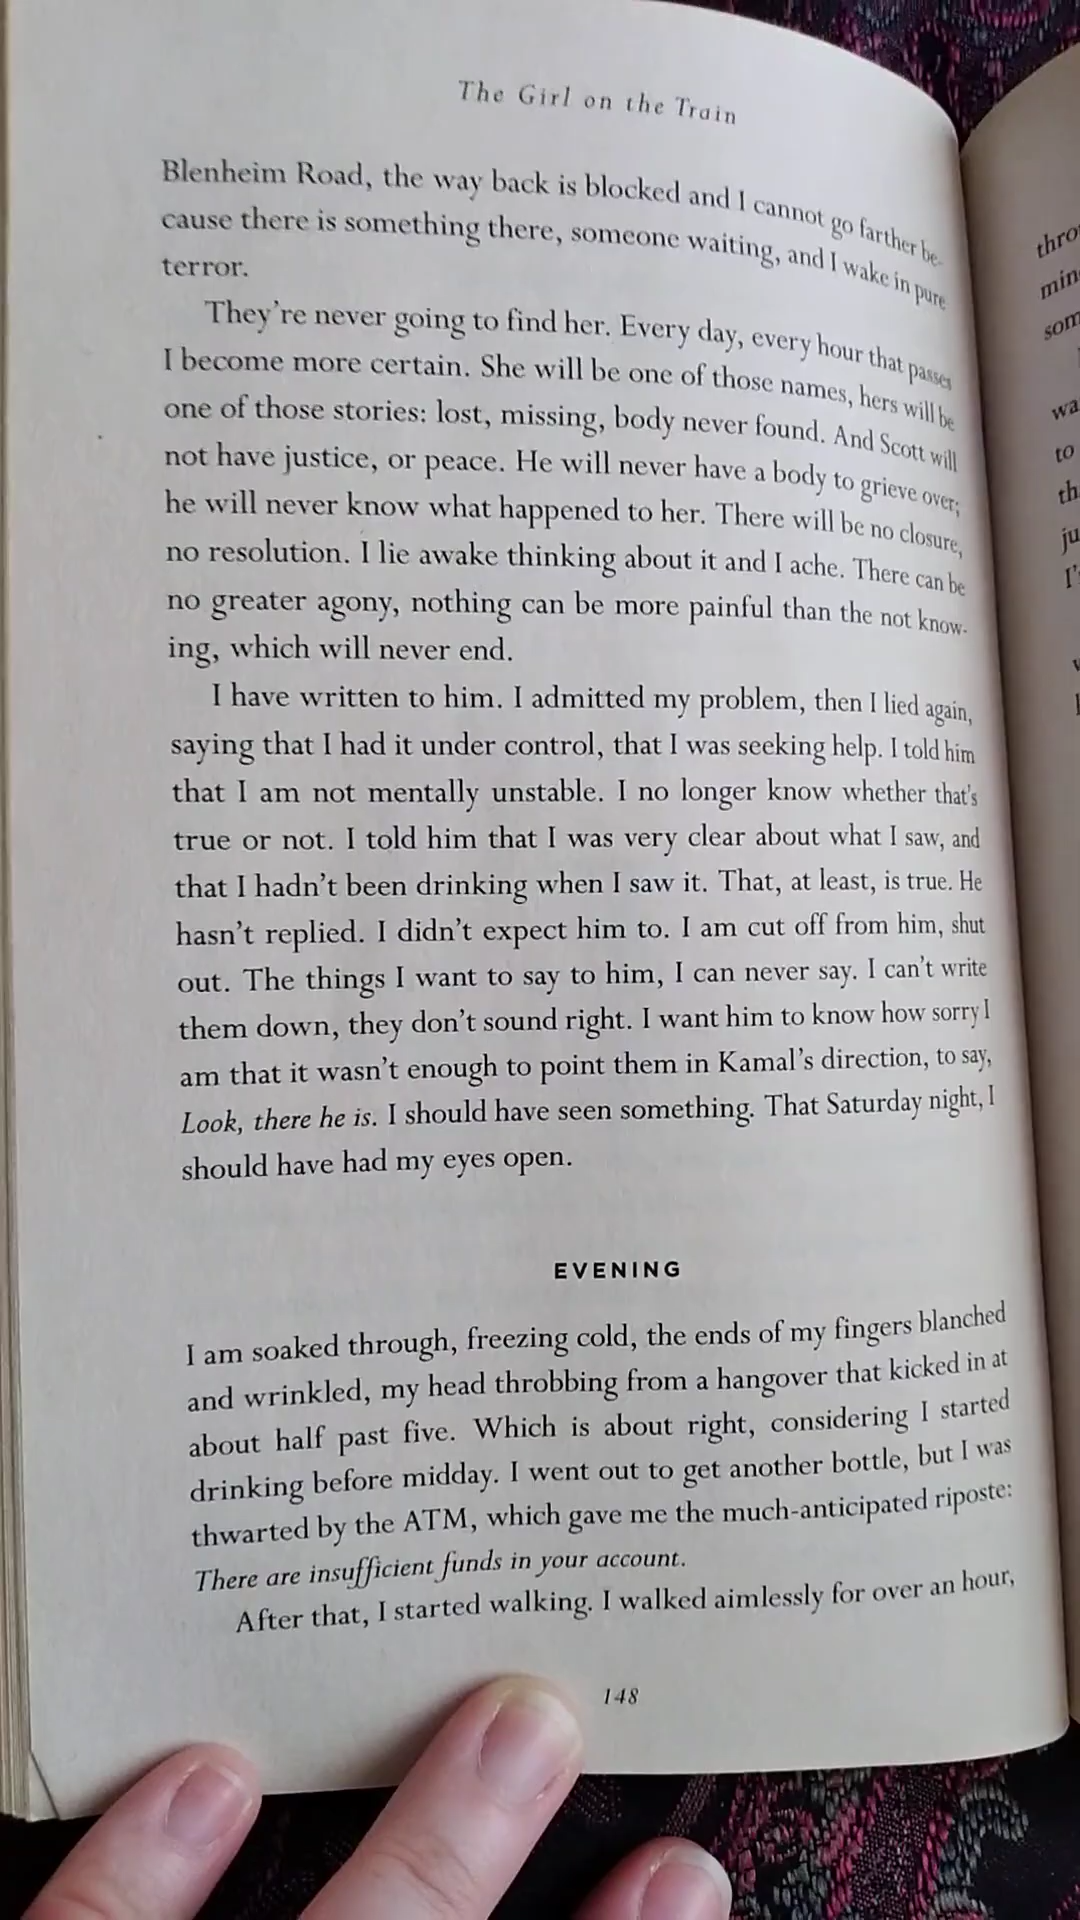 The Girl on the Train
Blenheim Road, the way back is blocked and I cannot go farther be-
cause there is something there, someone waiting, and I wake in pure
terror.
They're never going to find her. Every day, every hour that passes
I become more certain. She will be one of those names, hers will be
one of those stories: lost, missing, body never found. And Scott will
not have justice, or peace. He will never have a body to grieve over;
he will never know what happened to her. There will be no closure,
no resolution. I lie awake thinking about it and I ache. There can be
no greater agony, nothing can be more painful than the not know-
ing, which will never end.
I have written to him. I admitted my problem, then I lied again,
saying that I had it under control, that I was seeking help. I told him
that I am not mentally unstable. I no longer know whether that's
true or not. I told him that I was very clear about what I saw, and
that I hadn't been drinking when I saw it. That, at least, is true. He
hasn't replied. I didn't expect him to. I am cut off from him, shut
out. The things I want to say to him, I can never say. I can't write
them down, they don't sound right. I want him to know how sorry I
am that it wasn't enough to point them in Kamal's direction, to say,
Look, there he is. I should have seen something. That Saturday night, I
should have had my eyes open.
EVENING
I am soaked through, freezing cold, the ends of my fingers blanched
and wrinkled, my head throbbing from a hangover that kicked in at
about half past five. Which is about right, considering I started
drinking before midday. I went out to get another bottle, but I was
thwarted by the ATM, which gave me the much-anticipated riposte:
There are insufficient funds in your account.
After that, I started walking. I walked aimlessly for over an hour,
148
wa
to